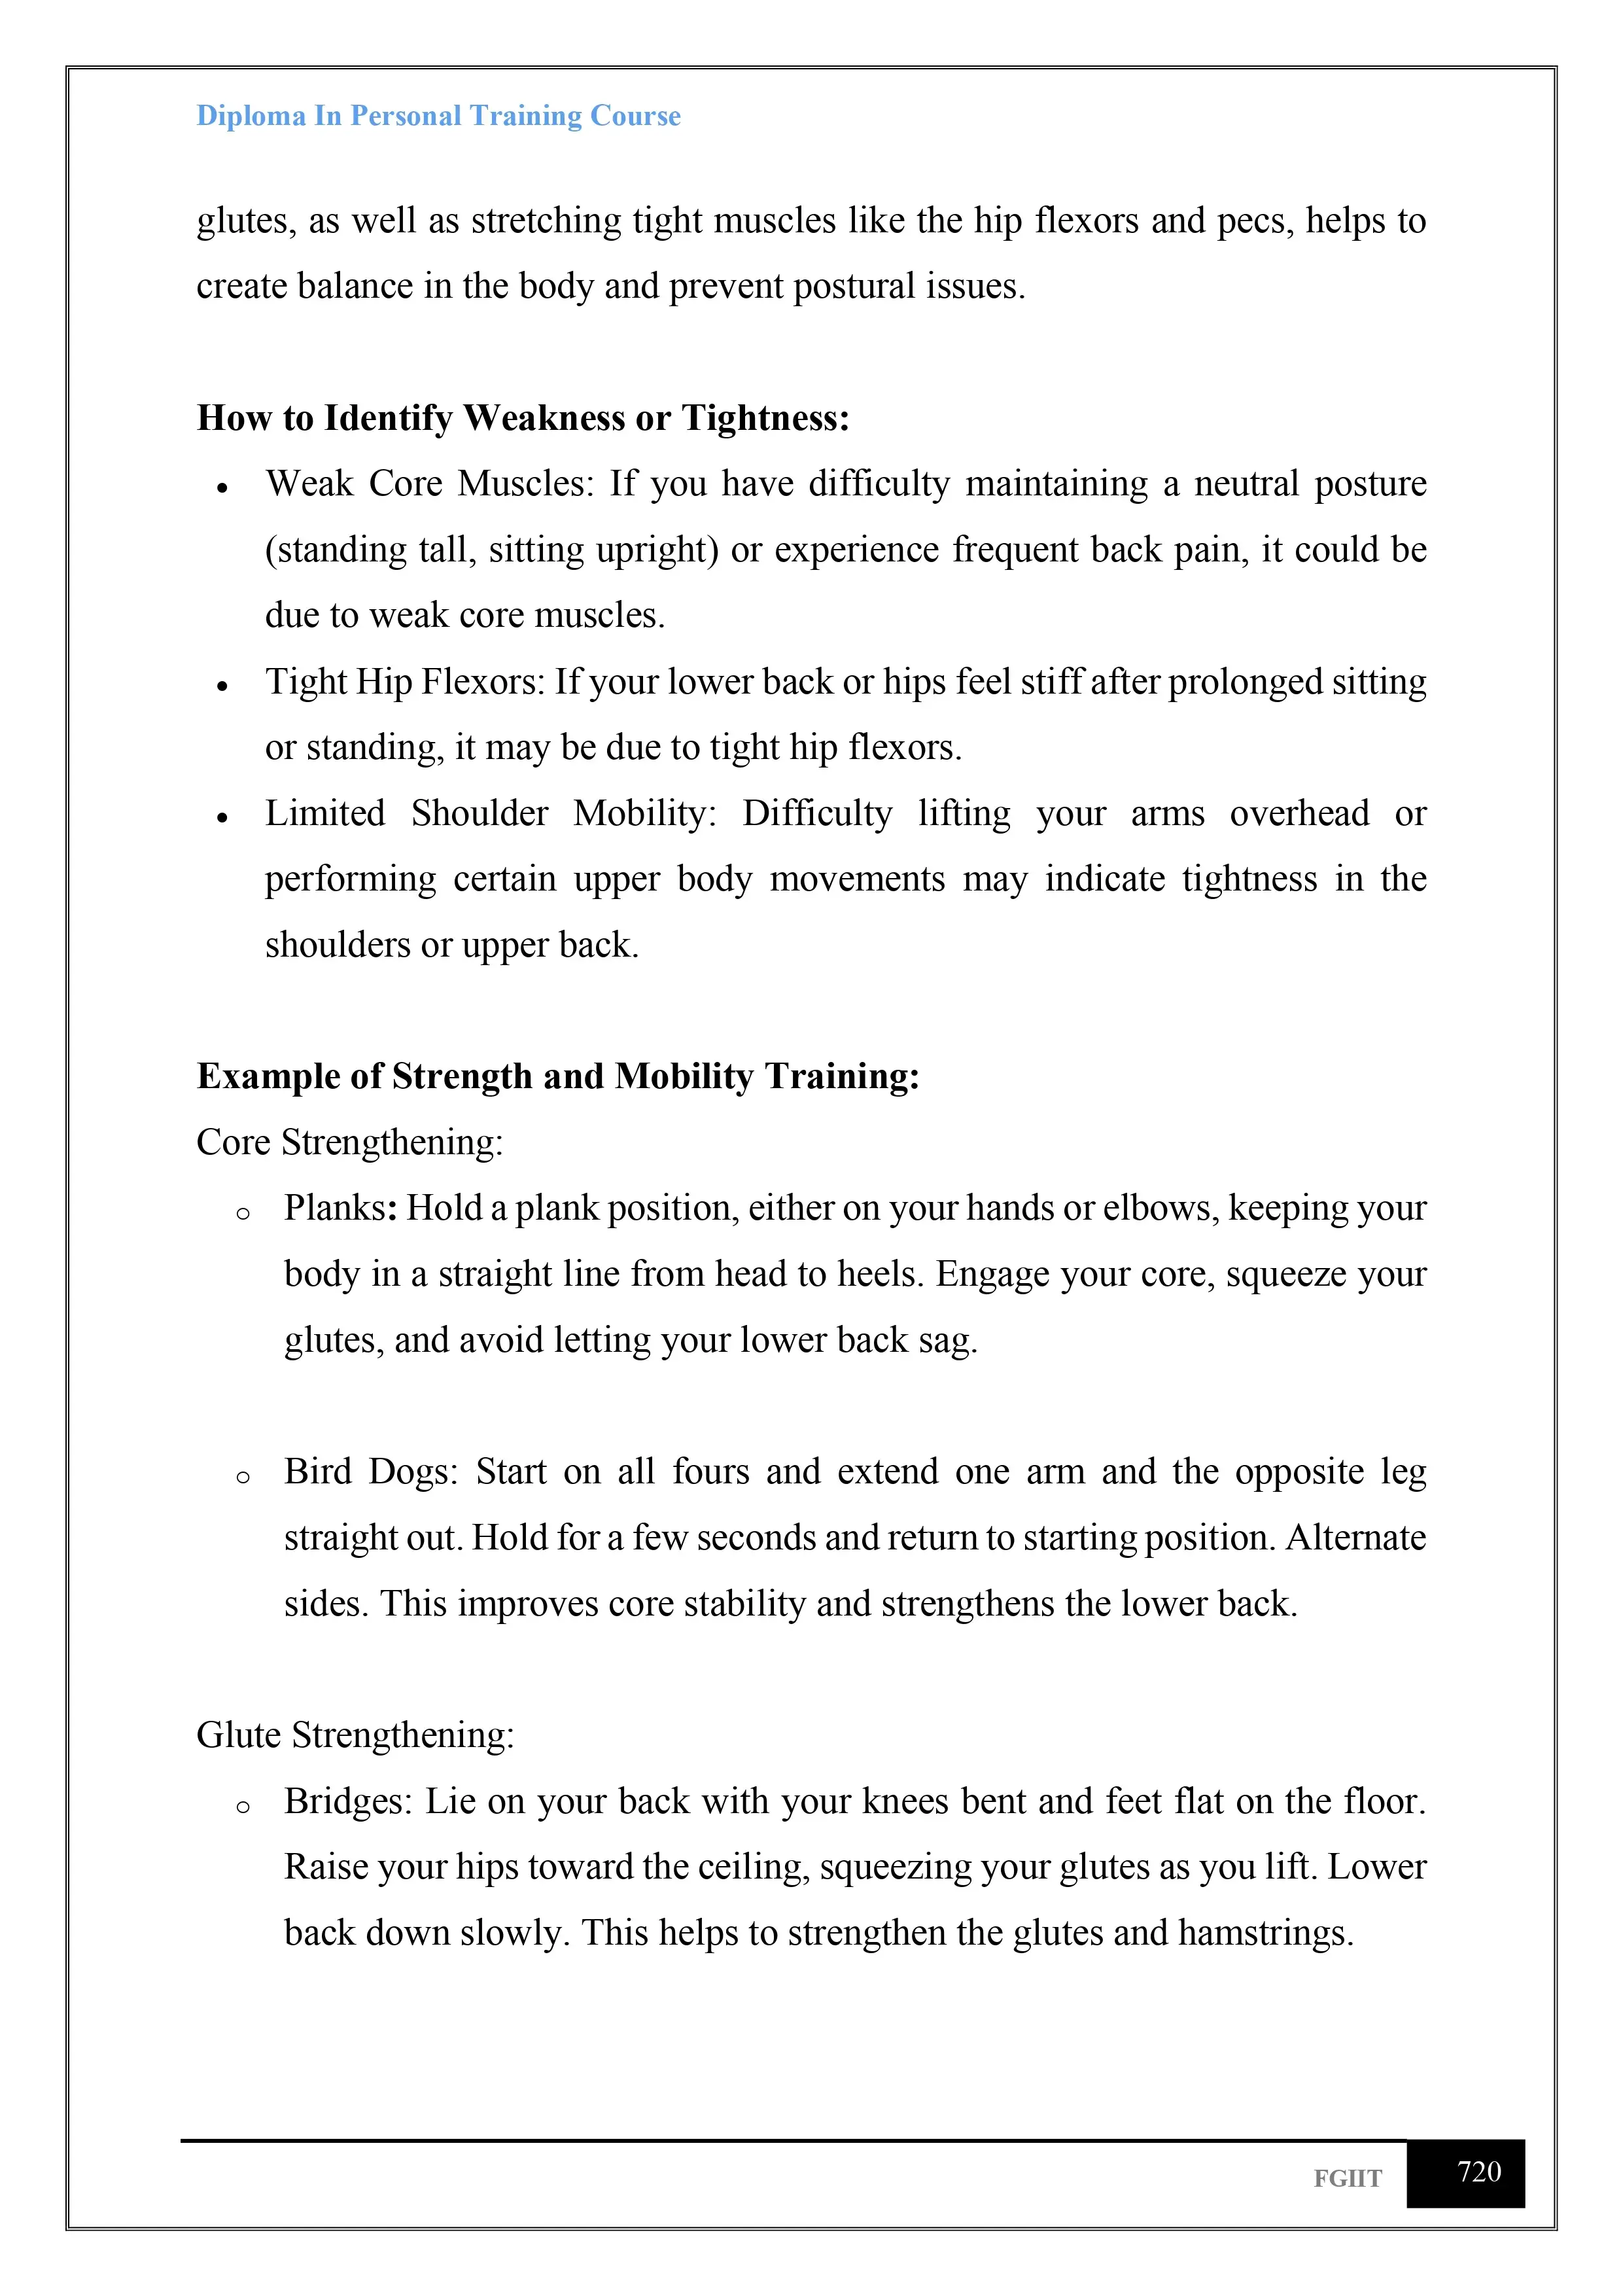 Diploma In Personal Training Course
glutes, as well as stretching tight muscles like the hip flexors and pecs, helps to
create balance in the body and prevent postural issues.
How to Identify Weakness or Tightness:
• Weak Core Muscles: If you have difficulty maintaining a neutral posture
(standing tall, sitting upright) or experience frequent back pain, it could be
due to weak core muscles.
• Tight Hip Flexors: If your lower back or hips feel stiff after prolonged sitting
or standing, it may be due to tight hip flexors.
• Limited Shoulder Mobility: Difficulty lifting your arms overhead or
performing certain upper body movements may indicate tightness in the
shoulders or upper back.
Example of Strength and Mobility Training:
Core Strengthening:
o Planks: Hold a plank position, either on your hands or elbows, keeping your
body in a straight line from head to heels. Engage your core, squeeze your
glutes, and avoid letting your lower back sag.
o Bird Dogs: Start on all fours and extend one arm and the opposite leg
straight out. Hold for a few seconds and return to starting position. Alternate
sides. This improves core stability and strengthens the lower back.
Glute Strengthening:
o Bridges: Lie on your back with your knees bent and feet flat on the floor.
Raise your hips toward the ceiling, squeezing your glutes as you lift. Lower
back down slowly. This helps to strengthen the glutes and hamstrings.
FGIIT 720